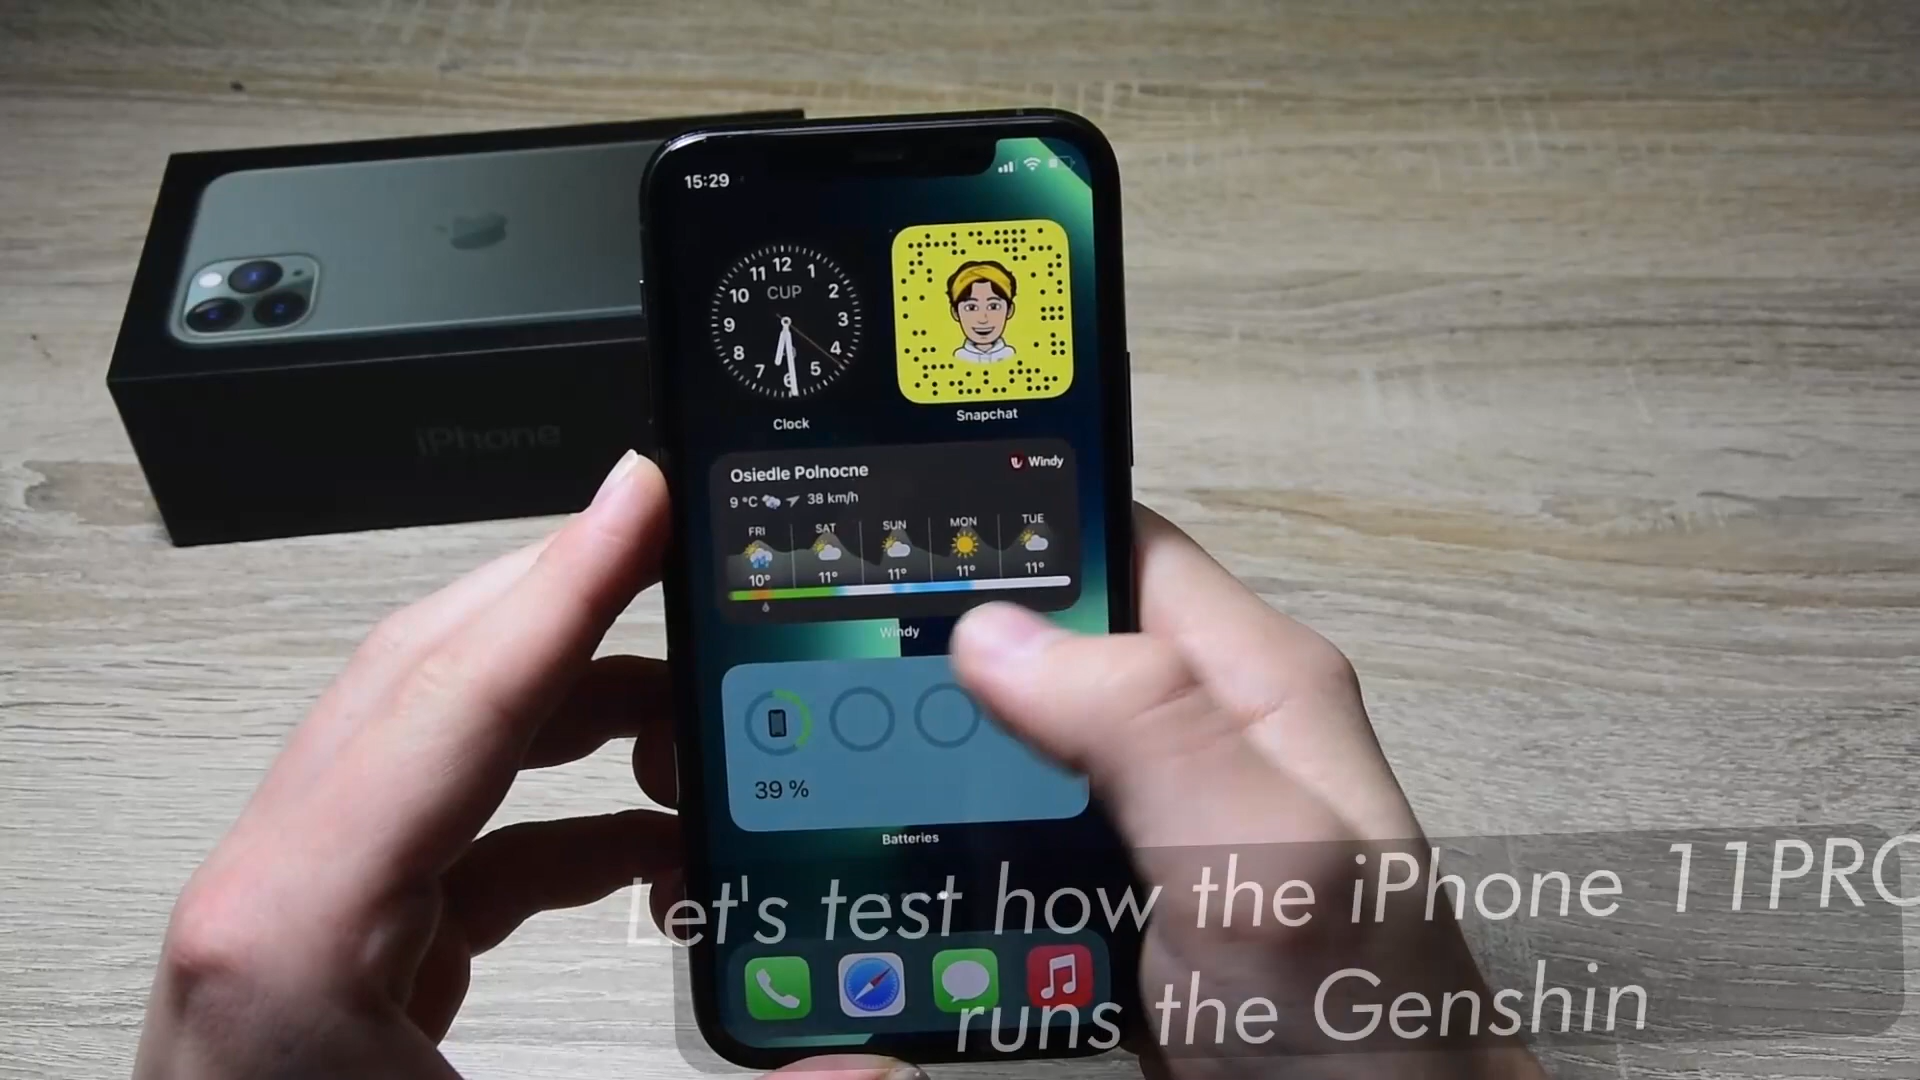 15:29
12
11 1
10 CUP 2
9 3
8 4
7 5
6
Clock
Snapchat
Osiedle Polnocne
Windy
9 °C 38 km/h
FRI SAT SUN MON TUE
10° 11° 11° 11° 11°
Windy
39 %
Batteries
iPhone
Let's test how the iPhone 11PRO
runs the Genshin